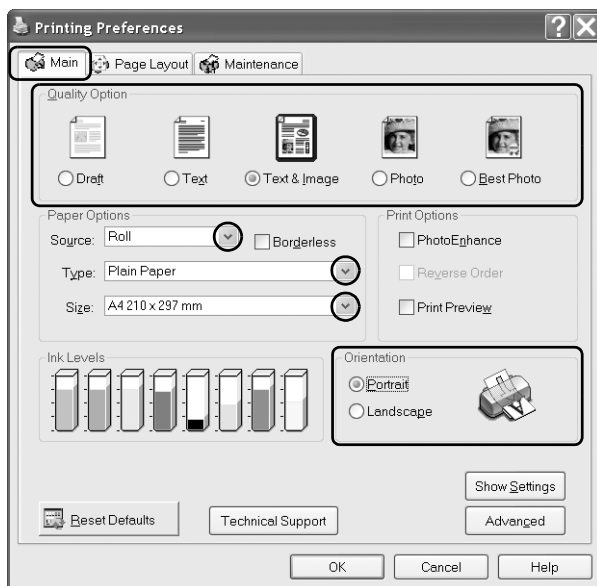 Printing Preferences
Main Page Layout Maintenance
Quality Option
Draft Text Text & Image Photo Best Photo
Paper Options
Source: Roll Borderless
Type: Plain Paper
Size: A4 210 x 297 mm
Print Options
PhotoEnhance
Reverse Order
Print Preview
Ink Levels
Orientation
Portrait
Landscape
Show Settings
Reset Defaults Technical Support Advanced
OK Cancel Help